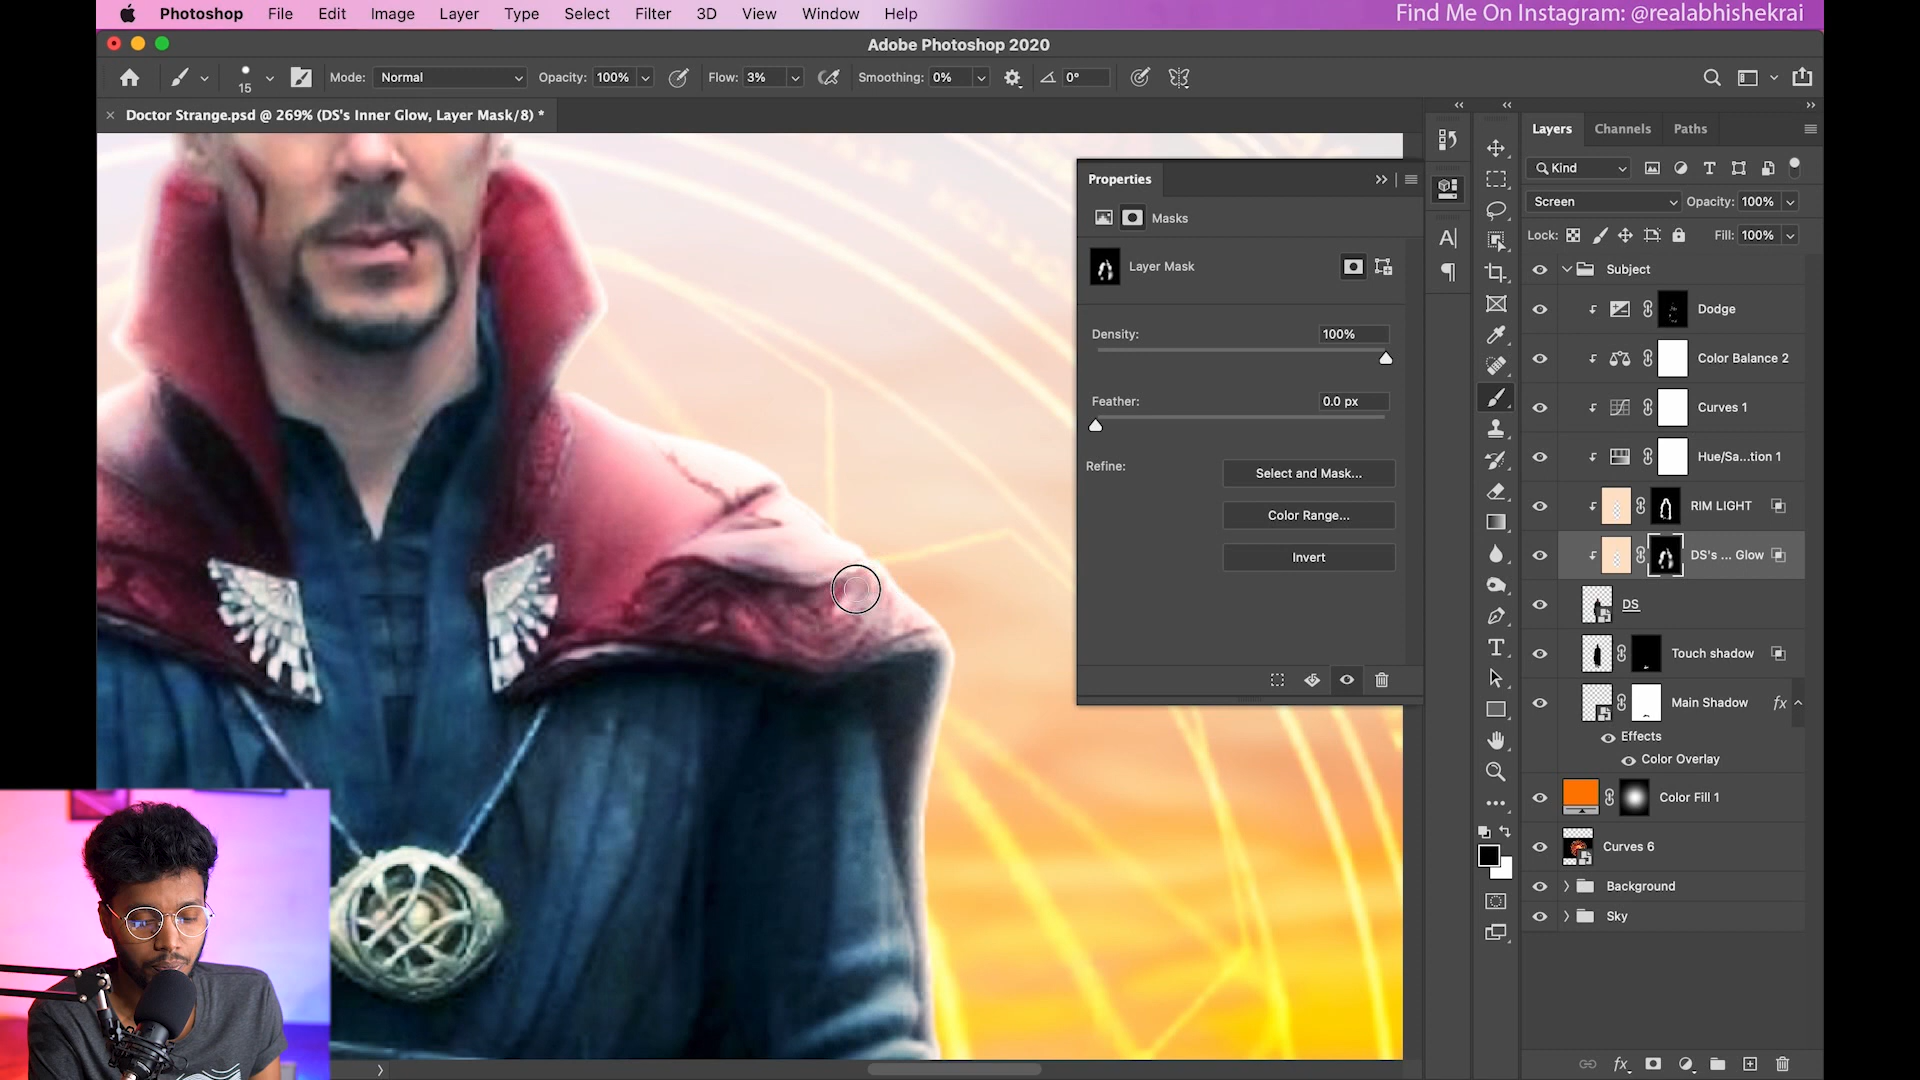 Photoshop File Edit Image Layer Type Select Filter 3D View Window Help
Find Me On Instagram: @realabhishekrai
Adobe Photoshop 2020
15 Mode: Normal Opacity: 100% Flow: 3% Smoothing: 0% 0°
Doctor Strange.psd @ 269% (DS's Inner Glow, Layer Mask/8) *
Properties
Masks
Layer Mask
Density: 100%
Feather: 0.0 px
Refine:
Select and Mask...
Color Range...
Invert
Layers Channels Paths
Kind
Screen Opacity: 100%
Lock: Fill: 100%
Subject
Dodge
Color Balance 2
Curves 1
Hue/Sa...tion 1
RIM LIGHT
DS's ... Glow
DS
Touch shadow
Main Shadow fx
Effects
Color Overlay
Color Fill 1
Curves 6
Background
Sky
fx